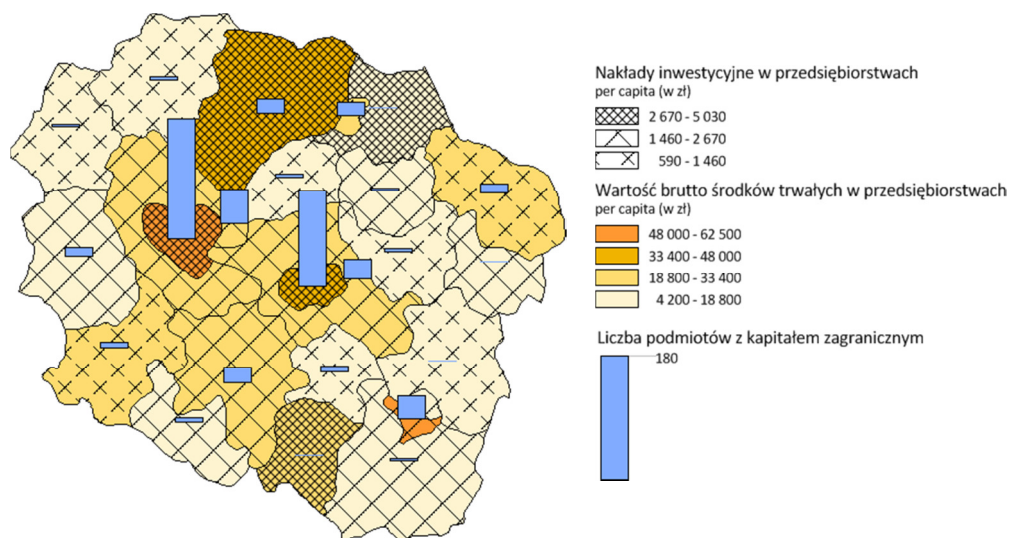 Nakłady inwestycyjne w przedsiębiorstwach
per capita (w zł)
2 670 - 5 030
1 460 - 2 670
590 - 1 460
Wartość brutto środków trwałych w przedsiębiorstwach
per capita (w zł)
48 000 - 62 500
33 400 - 48 000
18 800 - 33 400
4 200 - 18 800
Liczba podmiotów z kapitałem zagranicznym
180